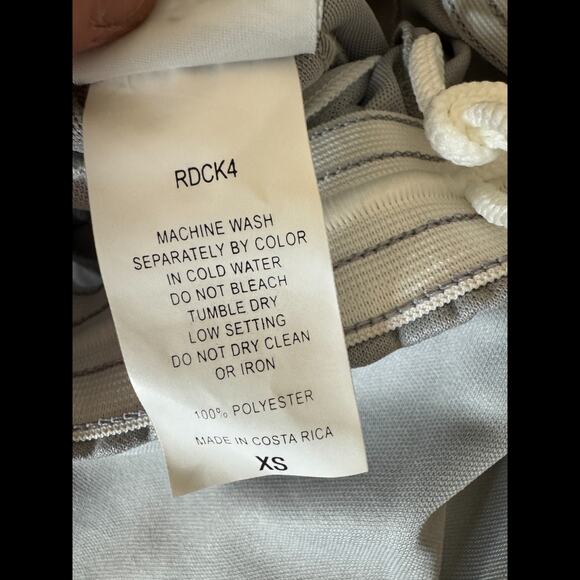 RDCK4
MACHINE WASH
SEPARATELY BY COLOR
IN COLD WATER
DO NOT BLEACH
TUMBLE DRY
LOW SETTING
DO NOT DRY CLEAN
OR IRON
100% POLYESTER
MADE IN COSTA RICA
XS